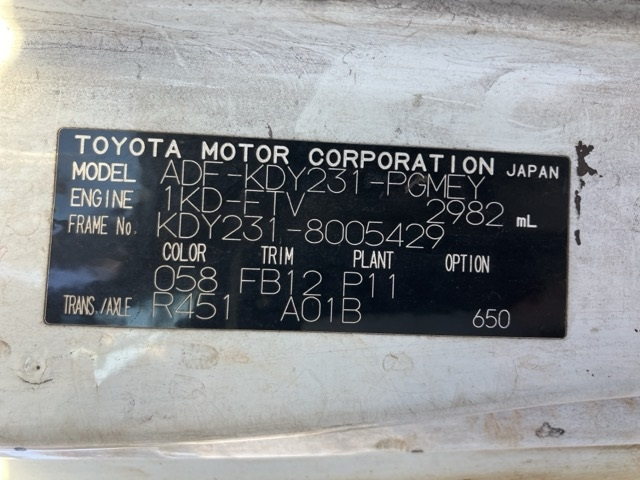 TOYOTA MOTOR CORPORATION JAPAN
MODEL ADF-KDY231-PGMEY
ENGINE 1KD-FTV 2982 mL
FRAME No. KDY231-8005429
COLOR TRIM PLANT OPTION
058 FB12 P11
TRANS./AXLE R451 A01B 650